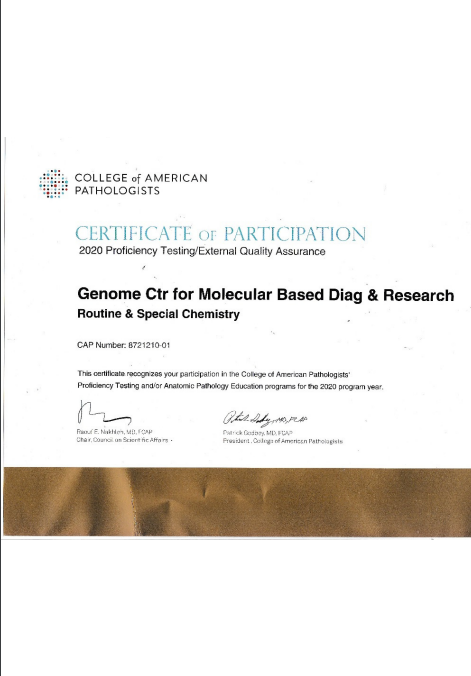 COLLEGE of AMERICAN
PATHOLOGISTS
CERTIFICATE OF PARTICIPATION
2020 Proficiency Testing/External Quality Assurance
Genome Ctr for Molecular Based Diag & Research
Routine & Special Chemistry
CAP Number: 8721210-01
This certificate recognizes your participation in the College of American Pathologists'
Proficiency Testing and/or Anatomic Pathology Education programs for the 2020 program year.
Raouf E. Nakhleh, MD, FCAP
Chair, Council on Scientific Affairs
Patrick Godbey, MD, FCAP
President, College of American Pathologists